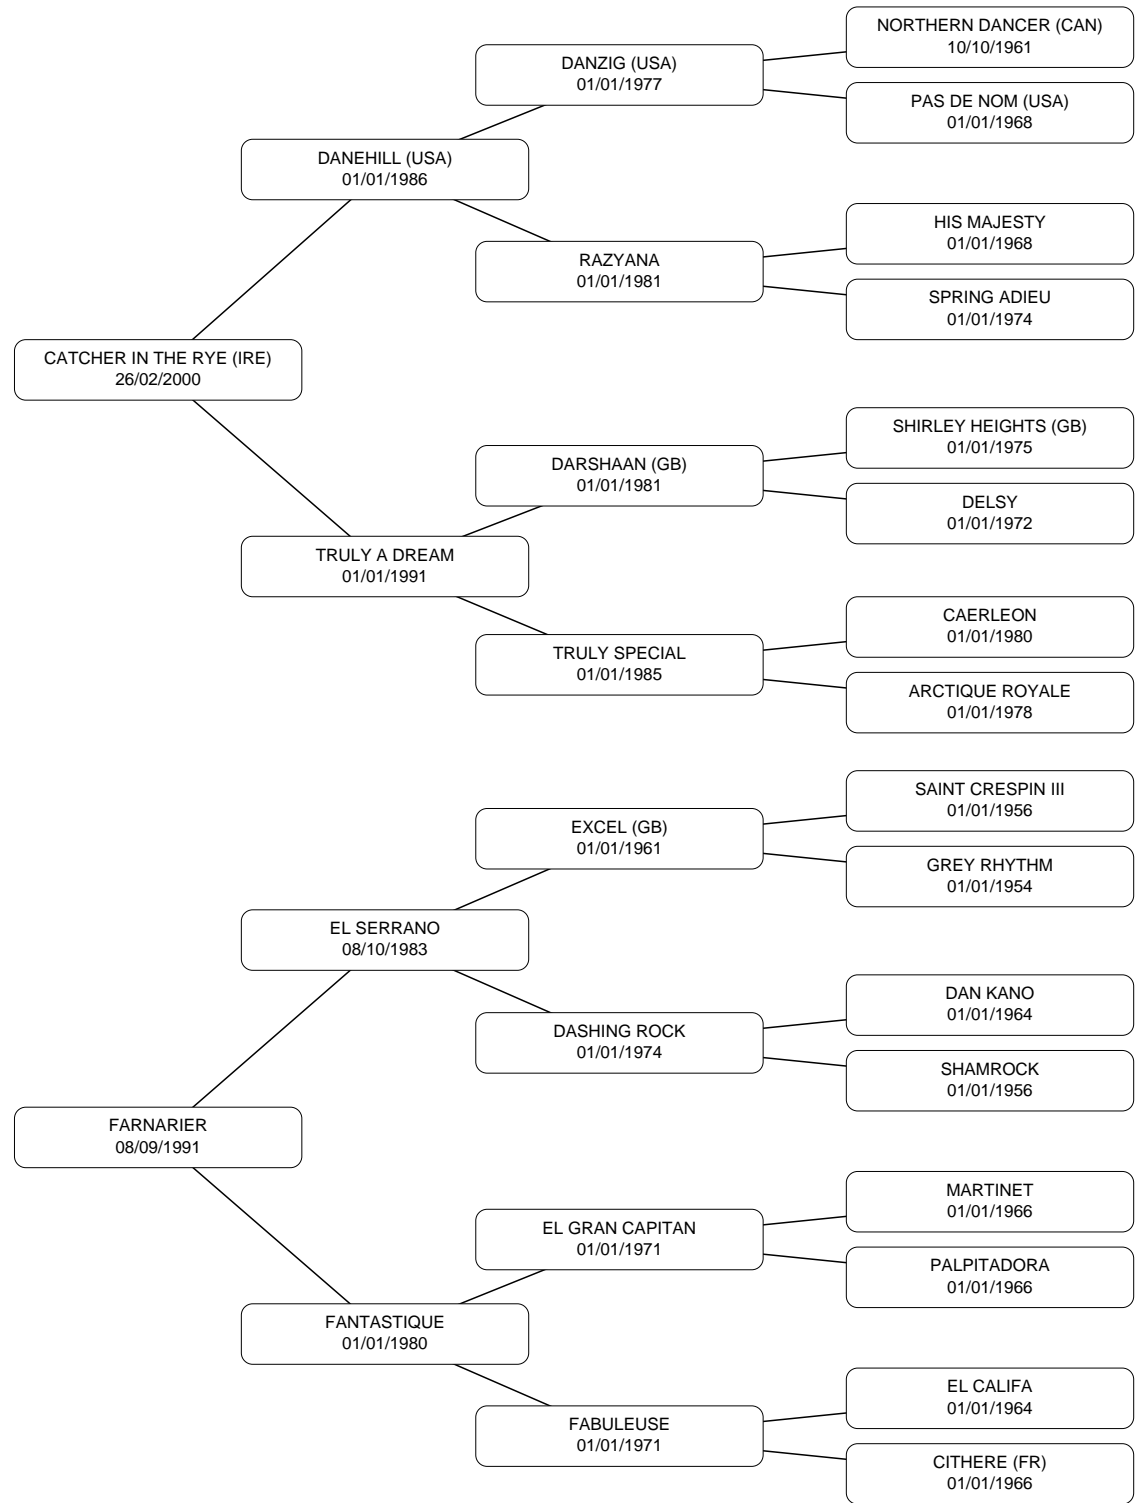 NORTHERN DANCER (CAN)
10/10/1961
DANZIG (USA)
01/01/1977
PAS DE NOM (USA)
01/01/1968
DANEHILL (USA)
01/01/1986
HIS MAJESTY
01/01/1968
RAZYANA
01/01/1981
SPRING ADIEU
01/01/1974
CATCHER IN THE RYE (IRE)
26/02/2000
SHIRLEY HEIGHTS (GB)
01/01/1975
DARSHAAN (GB)
01/01/1981
DELSY
01/01/1972
TRULY A DREAM
01/01/1991
CAERLEON
01/01/1980
TRULY SPECIAL
01/01/1985
ARCTIQUE ROYALE
01/01/1978
SAINT CRESPIN III
01/01/1956
EXCEL (GB)
01/01/1961
GREY RHYTHM
01/01/1954
EL SERRANO
08/10/1983
DAN KANO
01/01/1964
DASHING ROCK
01/01/1974
SHAMROCK
01/01/1956
FARNARIER
08/09/1991
MARTINET
01/01/1966
EL GRAN CAPITAN
01/01/1971
PALPITADORA
01/01/1966
FANTASTIQUE
01/01/1980
EL CALIFA
01/01/1964
FABULEUSE
01/01/1971
CITHERE (FR)
01/01/1966